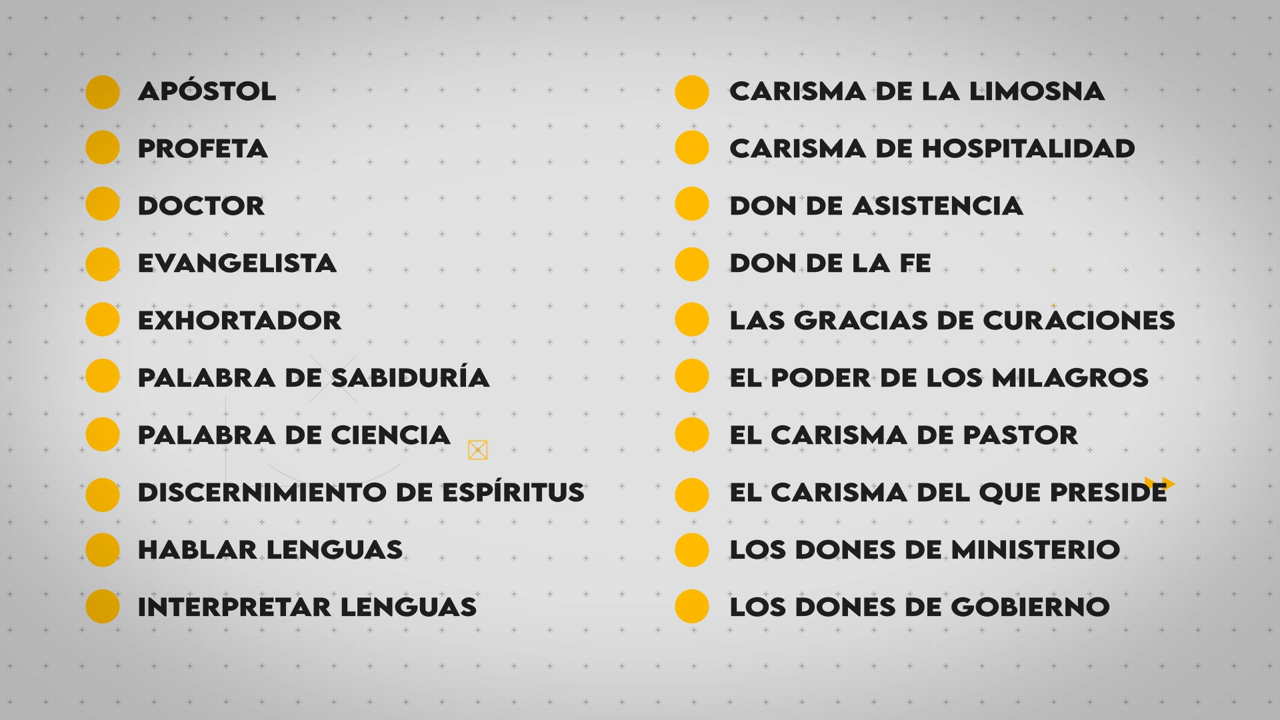 APÓSTOL
PROFETA
DOCTOR
EVANGELISTA
EXHORTADOR
PALABRA DE SABIDURÍA
PALABRA DE CIENCIA
DISCERNIMIENTO DE ESPÍRITUS
HABLAR LENGUAS
INTERPRETAR LENGUAS
CARISMA DE LA LIMOSNA
CARISMA DE HOSPITALIDAD
DON DE ASISTENCIA
DON DE LA FE
LAS GRACIAS DE CURACIONES
EL PODER DE LOS MILAGROS
EL CARISMA DE PASTOR
EL CARISMA DEL QUE PRESIDE
LOS DONES DE MINISTERIO
LOS DONES DE GOBIERNO